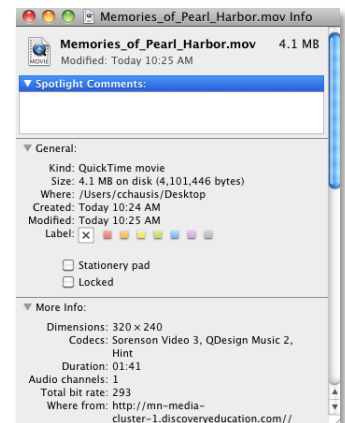 Memories_of_Pearl_Harbor.mov Info
Memories_of_Pearl_Harbor.mov 4.1 MB
Modified: Today 10:25 AM
MOVIE
Spotlight Comments:
General:
Kind: QuickTime movie
Size: 4.1 MB on disk (4,101,446 bytes)
Where: /Users/cchausis/Desktop
Created: Today 10:24 AM
Modified: Today 10:25 AM
Label:
Stationery pad
Locked
More Info:
Dimensions: 320 × 240
Codecs: Sorenson Video 3, QDesign Music 2,
Hint
Duration: 01:41
Audio channels: 1
Total bit rate: 293
Where from: http://mn-media-
cluster-1.discoveryeducation.com//